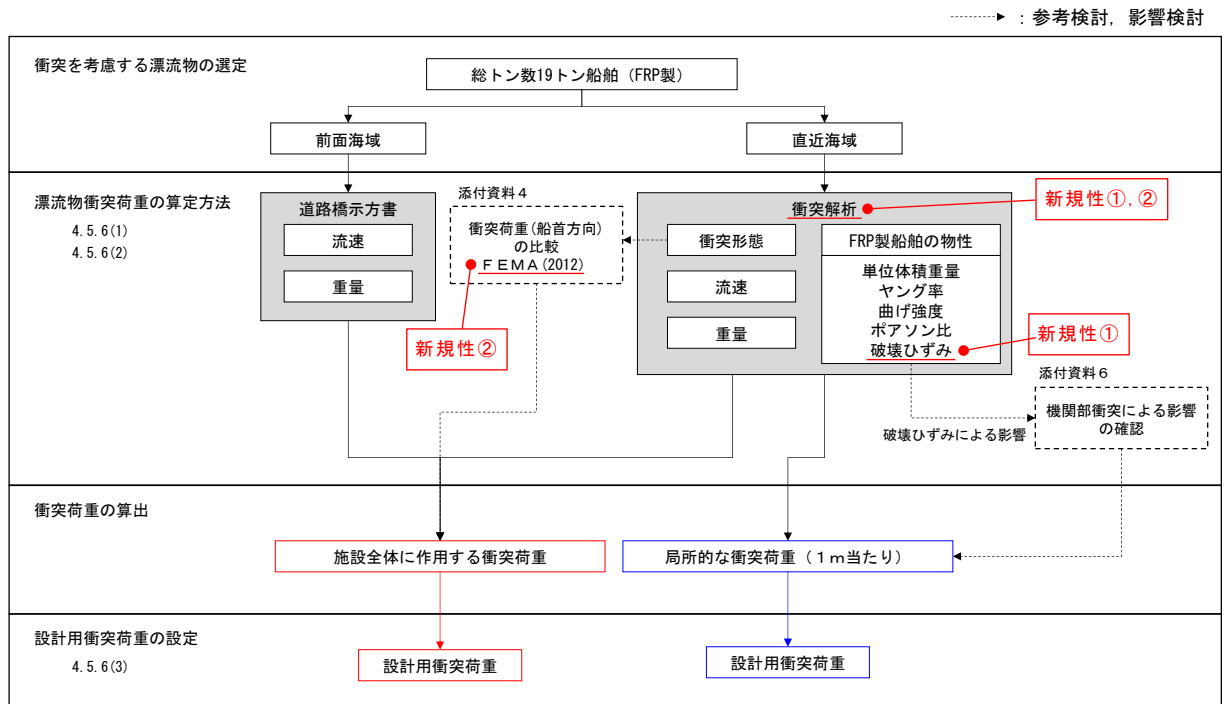 ：参考検討，影響検討
衝突を考慮する漂流物の選定
総トン数19トン船舶（FRP製）
前面海域
直近海域
漂流物衝突荷重の算定方法
4.5.6(1)
4.5.6(2)
道路橋示方書
流速
重量
添付資料４
衝突荷重(船首方向)
の比較
ＦＥＭＡ(2012)
新規性②
衝突解析
新規性①，②
衝突形態
流速
重量
FRP製船舶の物性
単位体積重量
ヤング率
曲げ強度
ポアソン比
破壊ひずみ
新規性①
添付資料６
機関部衝突による影響
の確認
破壊ひずみによる影響
衝突荷重の算出
施設全体に作用する衝突荷重
局所的な衝突荷重（１ｍ当たり）
設計用衝突荷重の設定
4.5.6(3)
設計用衝突荷重
設計用衝突荷重